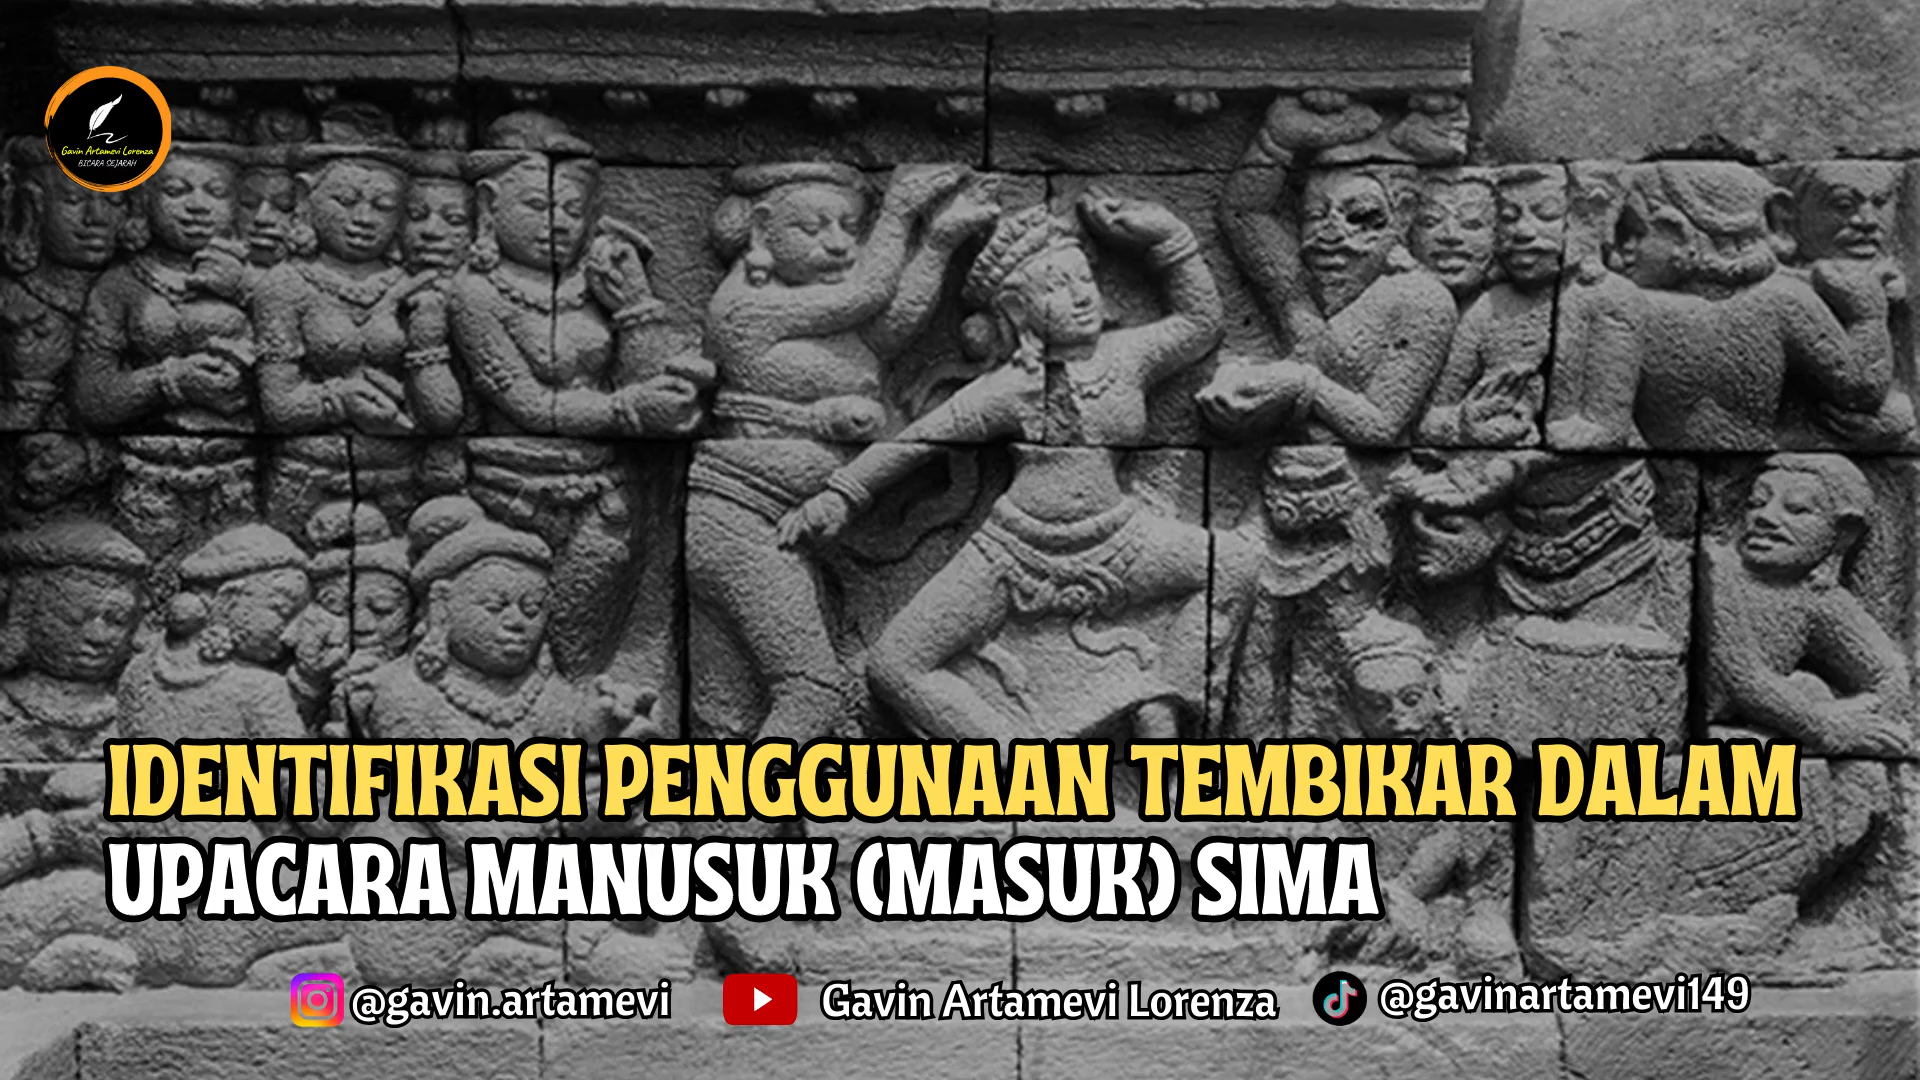 Gavin Artamevi Lorenza
BICARA SEJARAH
IDENTIFIKASI PENGGUNAAN TEMBIKAR DALAM
UPACARA MANUSUK (MASUK) SIMA
@gavin.artamevi
Gavin Artamevi Lorenza
@gavinartamevi149